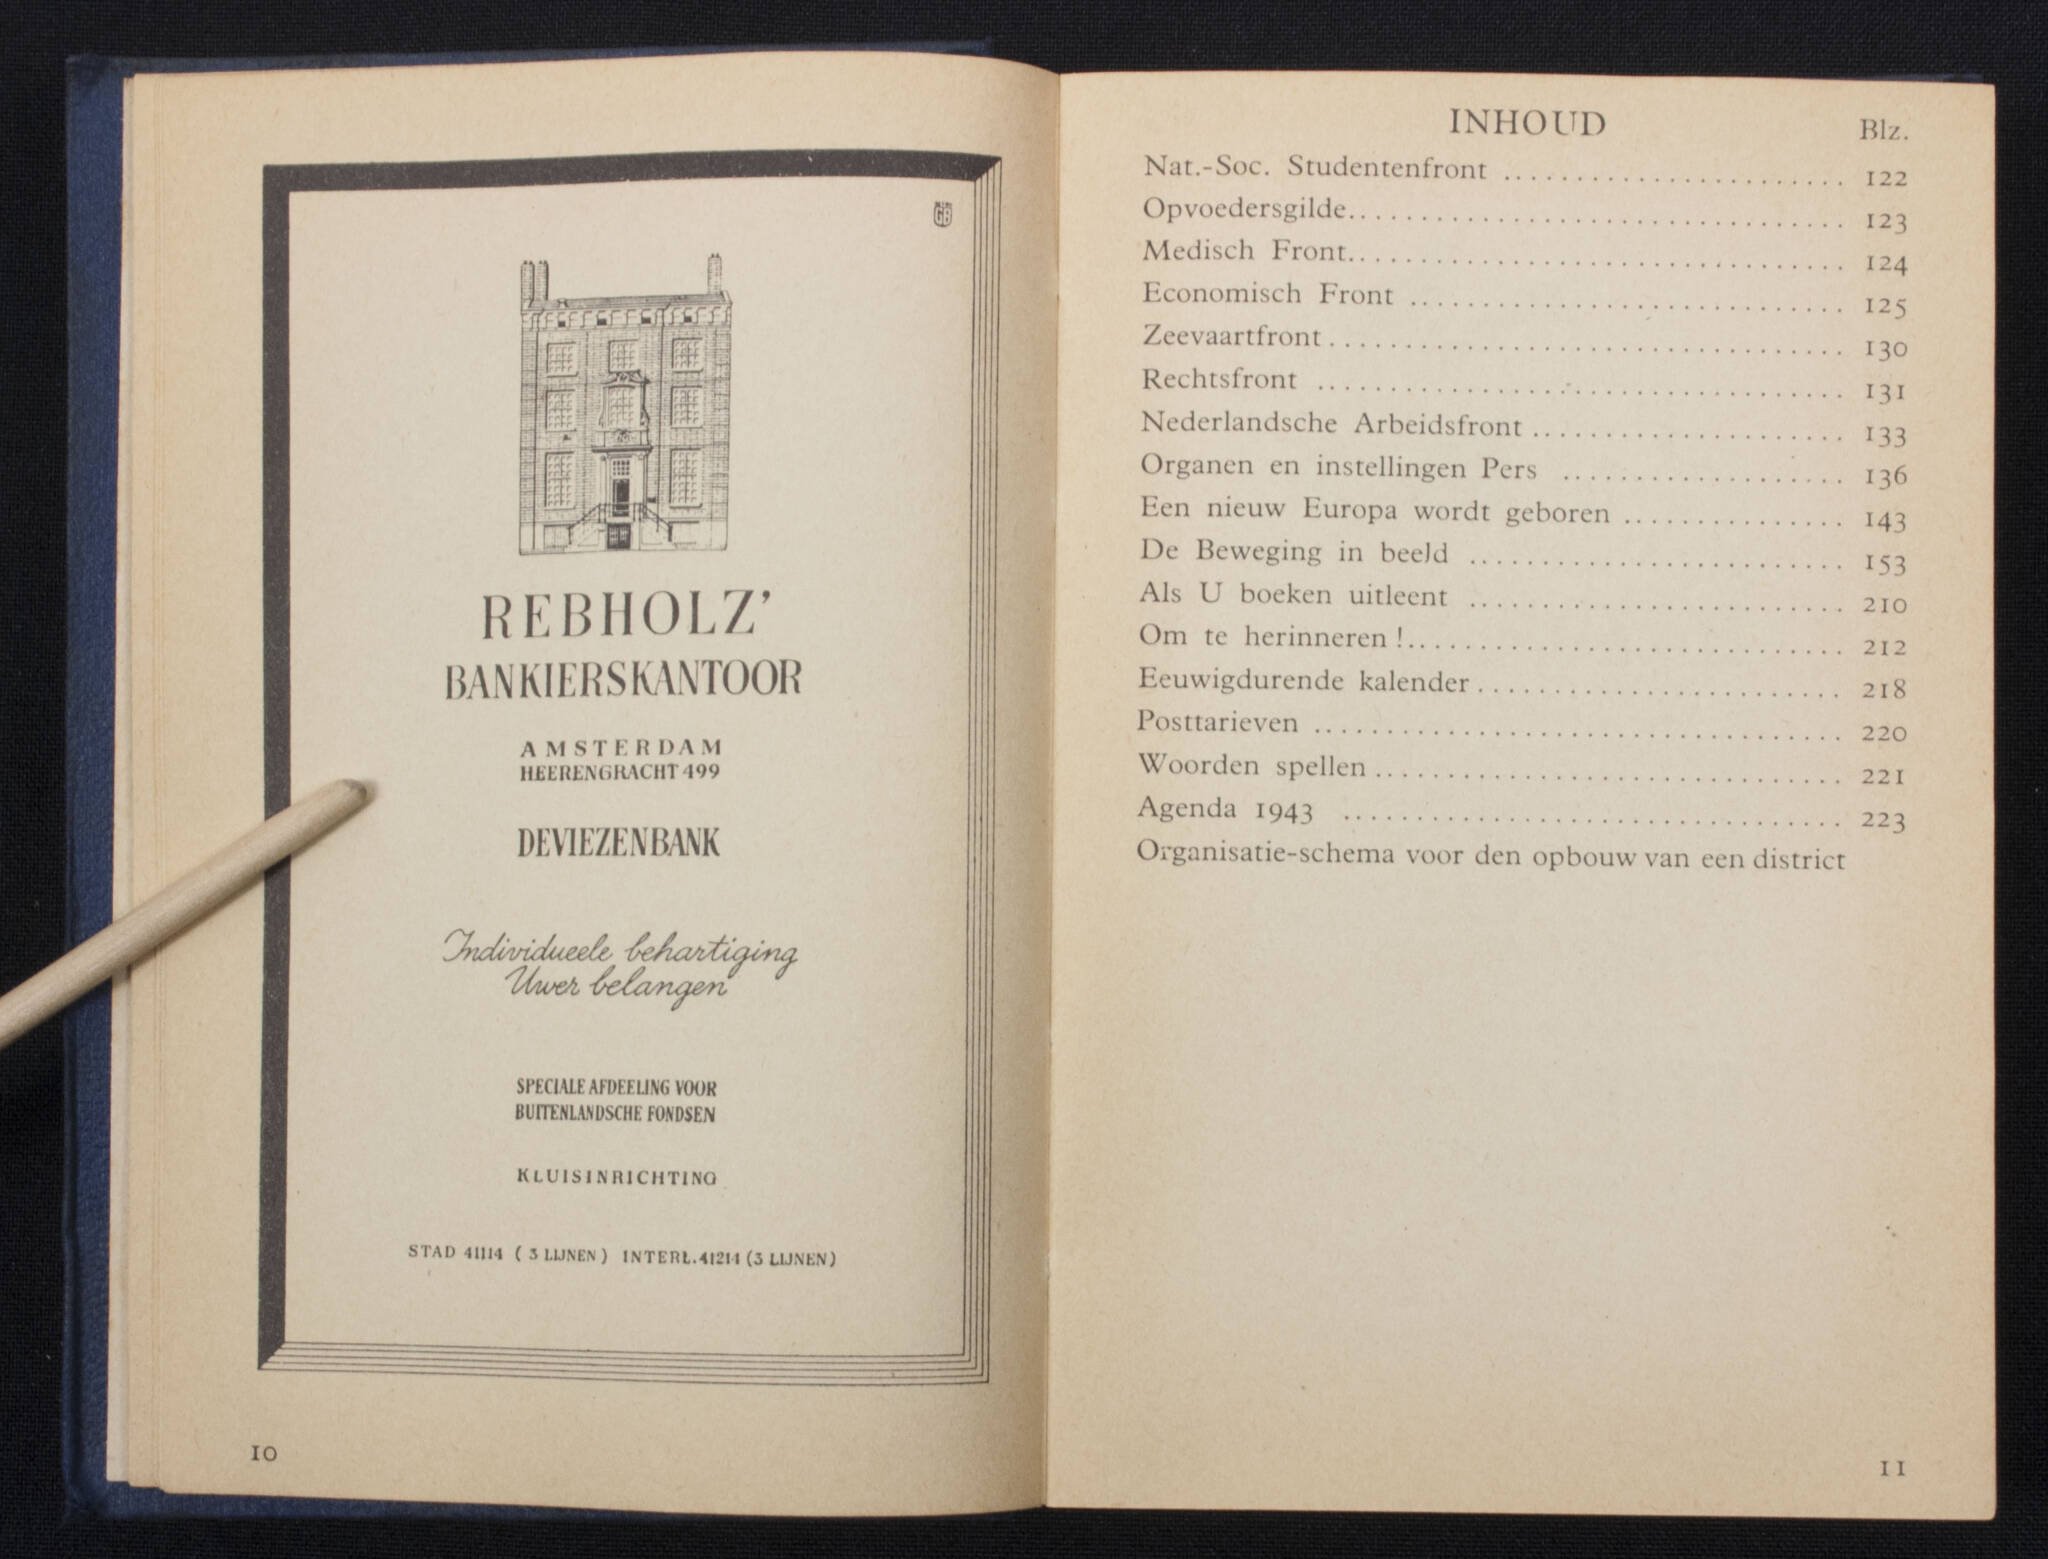 GB
REBHOLZ'
BANKIERSKANTOOR
AMSTERDAM
HEERENGRACHT 499
DEVIEZENBANK
Individueele behartiging
Uwer belangen
SPECIALE AFDEELING VOOR
BUITENLANDSCHE FONDSEN
KLUISINRICHTING
STAD 41114 ( 3 LIJNEN ) INTERL. 41214 (3 LIJNEN)
10
INHOUD
Blz.
Nat.-Soc. Studentenfront ........................ 122
Opvoedersgilde................................... 123
Medisch Front................................... 124
Economisch Front .............................. 125
Zeevaartfront.................................... 130
Rechtsfront ..................................... 131
Nederlandsche Arbeidsfront ...................... 133
Organen en instellingen Pers .................... 136
Een nieuw Europa wordt geboren ................ 143
De Beweging in beeld .......................... 153
Als U boeken uitleent .......................... 210
Om te herinneren !............................... 212
Eeuwigdurende kalender.......................... 218
Posttarieven ..................................... 220
Woorden spellen................................. 221
Agenda 1943 ................................... 223
Organisatie-schema voor den opbouw van een district
11